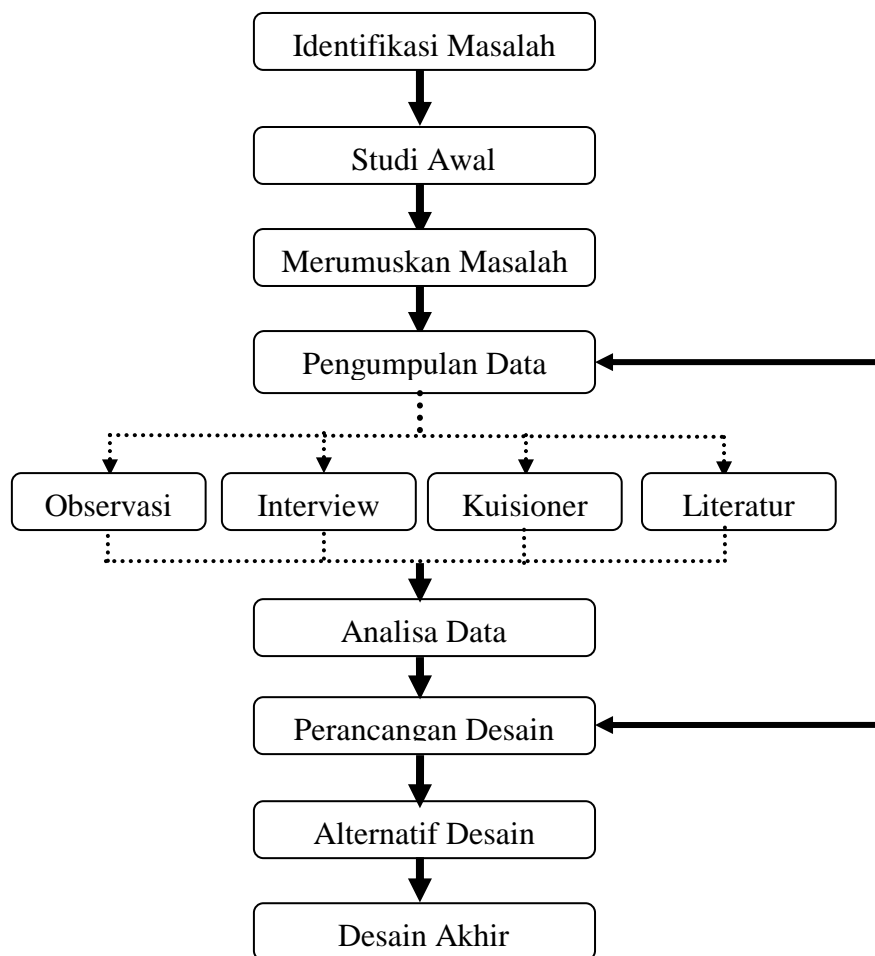 Identifikasi Masalah
Studi Awal
Merumuskan Masalah
Pengumpulan Data
Observasi
Interview
Kuisioner
Literatur
Analisa Data
Perancangan Desain
Alternatif Desain
Desain Akhir